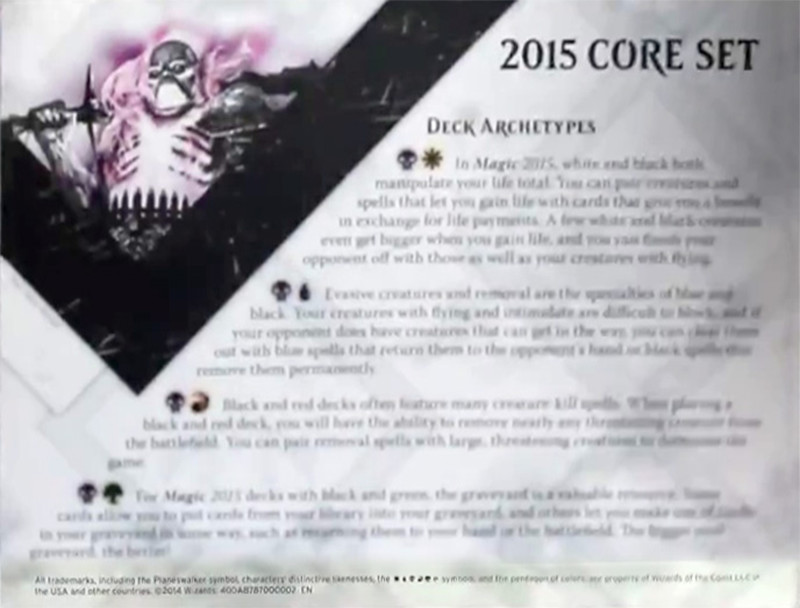 2015 CORE SET
DECK ARCHETYPES
In Magic 2015, white and black both
manipulate your life total. You can pair creatures and
spells that let you gain life with cards that give you a benefit
in exchange for life payments. A few white and black creatures
even get bigger when you gain life, and you can finish your
opponent off with those as well as your creatures with flying.
Evasive creatures and removal are the specialties of blue and
black. Your creatures with flying and intimidate are difficult to block, and if
your opponent does have creatures that can get in the way, you can clear them
out with blue spells that return them to the opponent's hand or black spells that
remove them permanently.
Black and red decks often feature many creature kill spells. When playing a
black and red deck, you will have the ability to remove nearly any threatening creature from
the battlefield. You can pair removal spells with large, threatening creatures to dominate the
game.
For Magic 2015 decks with black and green, the graveyard is a valuable resource. Some
cards allow you to put cards from your library into your graveyard, and others let you make use of cards
in your graveyard in some way, such as returning them to your hand or the battlefield. The bigger your
graveyard, the better!
All trademarks, including the Planeswalker symbol, characters' distinctive likenesses, the symbols, and the pentagon of colors, are property of Wizards of the Coast LLC in
the USA and other countries. ©2014 Wizards. 400AB787000002 EN